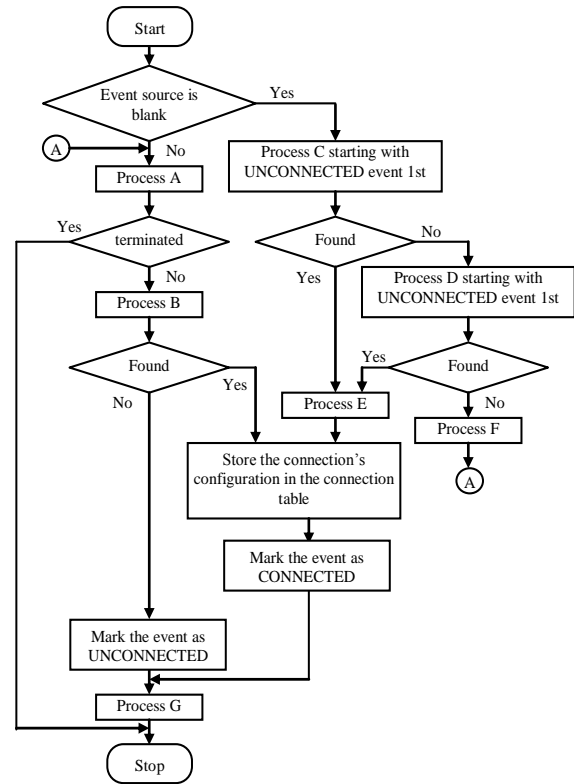 Start
Event source is
blank
Yes
A
No
Process A
Process C starting with
UNCONNECTED event 1st
Yes
terminated
Found
No
No
Yes
Process B
Process D starting with
UNCONNECTED event 1st
Found
Yes
Yes
Found
No
Process E
No
Process F
Store the connection's
configuration in the connection
table
A
Mark the event as
CONNECTED
Mark the event as
UNCONNECTED
Process G
Stop